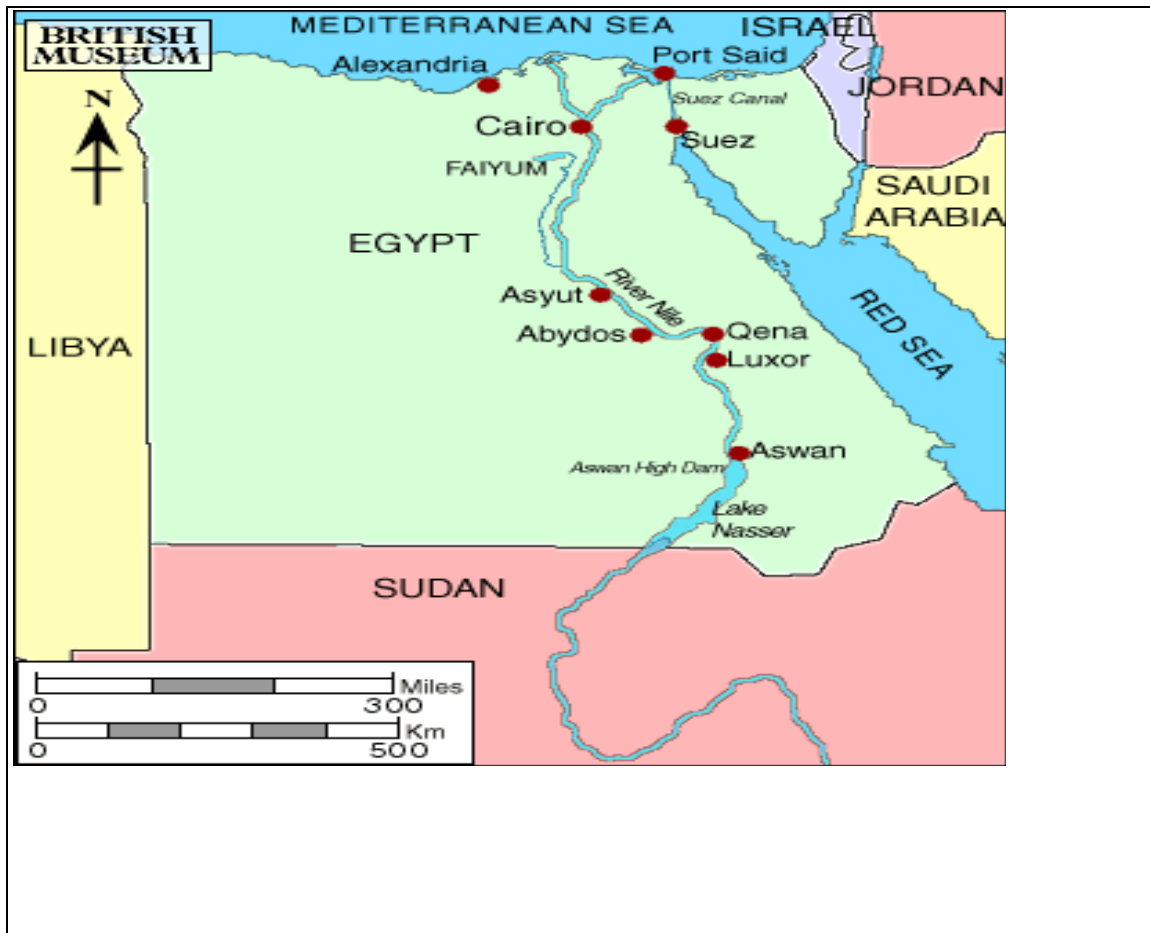 BRITISH
MUSEUM
MEDITERRANEAN SEA
ISRAEL
Alexandria
Port Said
Suez Canal
JORDAN
N
Cairo
Suez
FAIYUM
SAUDI
ARABIA
EGYPT
River Nile
Asyut
RED SEA
Abydos
Qena
LIBYA
Luxor
Aswan
Aswan High Dam
Lake
Nasser
SUDAN
Miles
0 300
Km
0 500